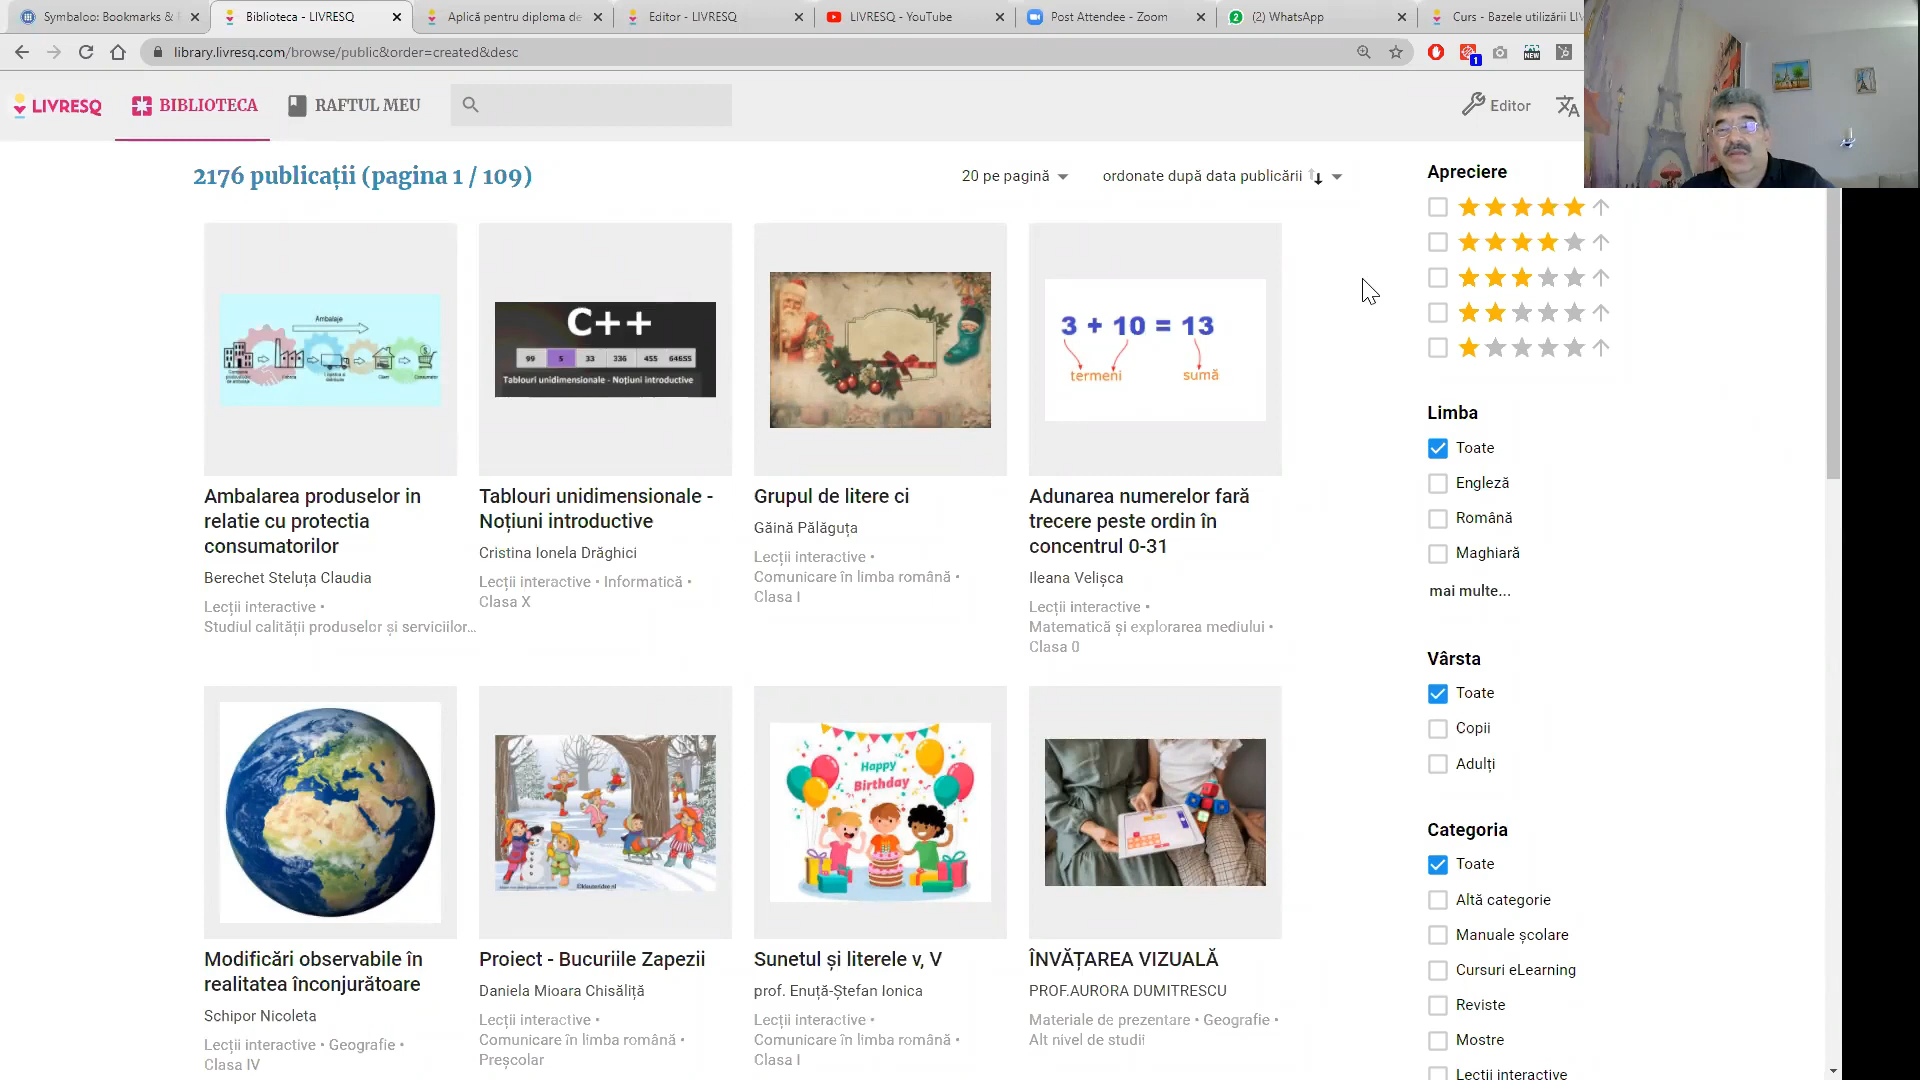 Symbaloo: Bookmarks &
Biblioteca - LIVRESQ
Aplică pentru diploma de
Editor - LIVRESQ
LIVRESQ - YouTube
Post Attendee - Zoom
(2) WhatsApp
Curs - Bazele utilizării LIV
library.livresq.com/browse/public&order=created&desc
1
NEW
LIVRESQ
BIBLIOTECA
RAFTUL MEU
Editor
2176 publicații (pagina 1 / 109)
20 pe pagină
ordonate după data publicării
Ambalaje
C++
99 5 33 336 455 64655
Tablouri unidimensionale - Noțiuni introductive
3 + 10 = 13
termeni
sumă
Ambalarea produselor in
relatie cu protectia
consumatorilor
Berechet Steluța Claudia
Lecții interactive •
Studiul calității produselor și serviciilor...
Tablouri unidimensionale -
Noțiuni introductive
Cristina Ionela Drăghici
Lecții interactive • Informatică •
Clasa X
Grupul de litere ci
Găină Pălăguța
Lecții interactive •
Comunicare în limba română •
Clasa I
Adunarea numerelor fară
trecere peste ordin în
concentrul 0-31
Ileana Velișca
Lecții interactive •
Matematică și explorarea mediului •
Clasa 0
Happy
Birthday
Modificări observabile în
realitatea înconjurătoare
Schipor Nicoleta
Lecții interactive • Geografie •
Clasa IV
Proiect - Bucuriile Zapezii
Daniela Mioara Chisăliță
Lecții interactive •
Comunicare în limba română •
Preșcolar
Sunetul și literele v, V
prof. Enuță-Ștefan Ionica
Lecții interactive •
Comunicare în limba română •
Clasa I
ÎNVĂȚAREA VIZUALĂ
PROF.AURORA DUMITRESCU
Materiale de prezentare • Geografie •
Alt nivel de studii
Apreciere
Limba
Toate
Engleză
Română
Maghiară
mai multe...
Vârsta
Toate
Copii
Adulți
Categoria
Toate
Altă categorie
Manuale școlare
Cursuri eLearning
Reviste
Mostre
Lecții interactive